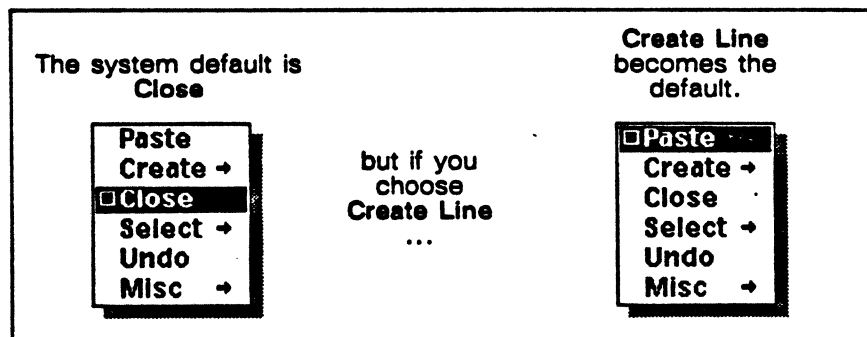 The system default is
Close
Paste
Create →
Close
Select →
Undo
Misc →
but if you
choose
Create Line
...
Create Line
becomes the
default.
Paste
Create →
Close
Select →
Undo
Misc →